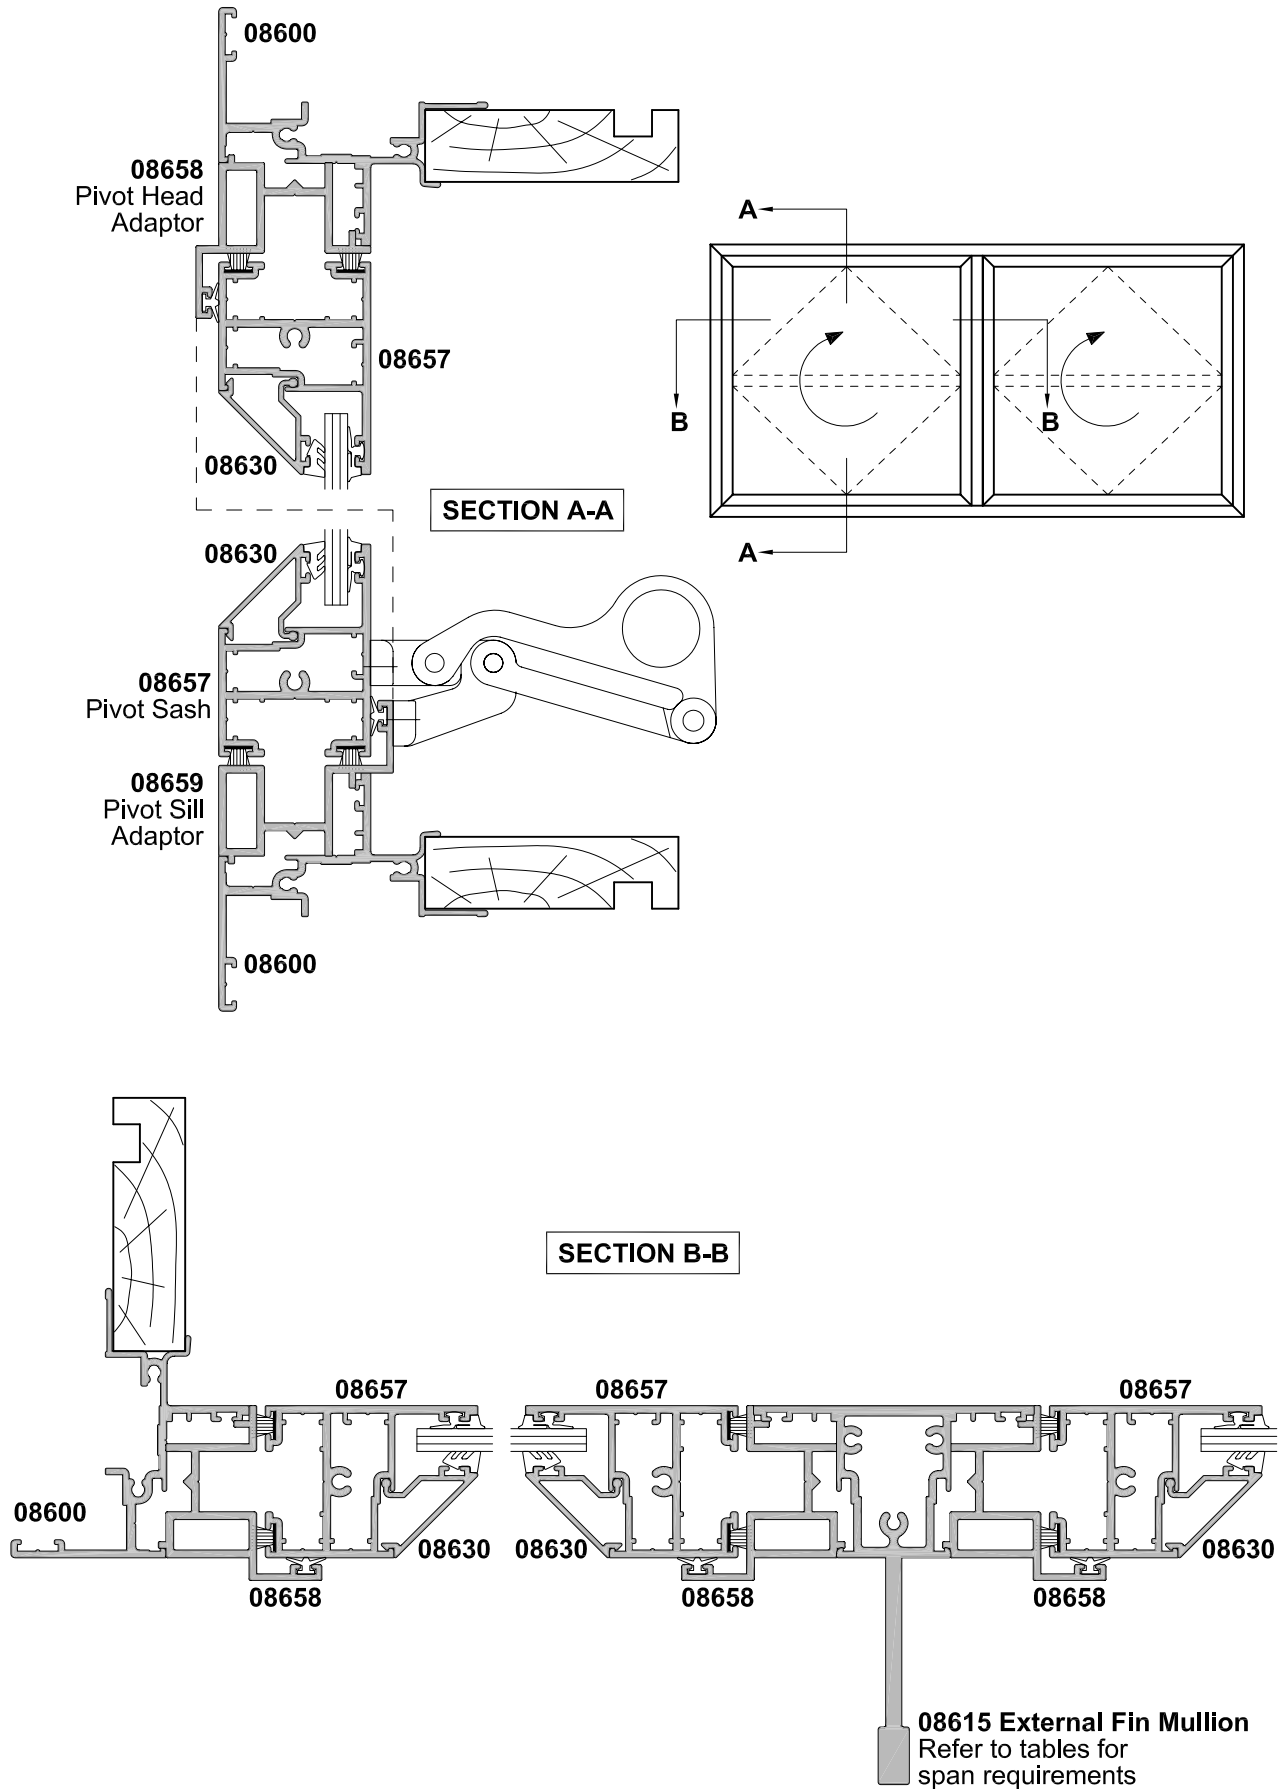 08600
08658
Pivot Head
Adaptor
08657
08630
A
B
B
A
SECTION A-A
08630
08657
Pivot Sash
08659
Pivot Sill
Adaptor
08600
SECTION B-B
08657
08657
08657
08600
08630
08630
08630
08658
08658
08658
08615 External Fin Mullion
Refer to tables for
span requirements